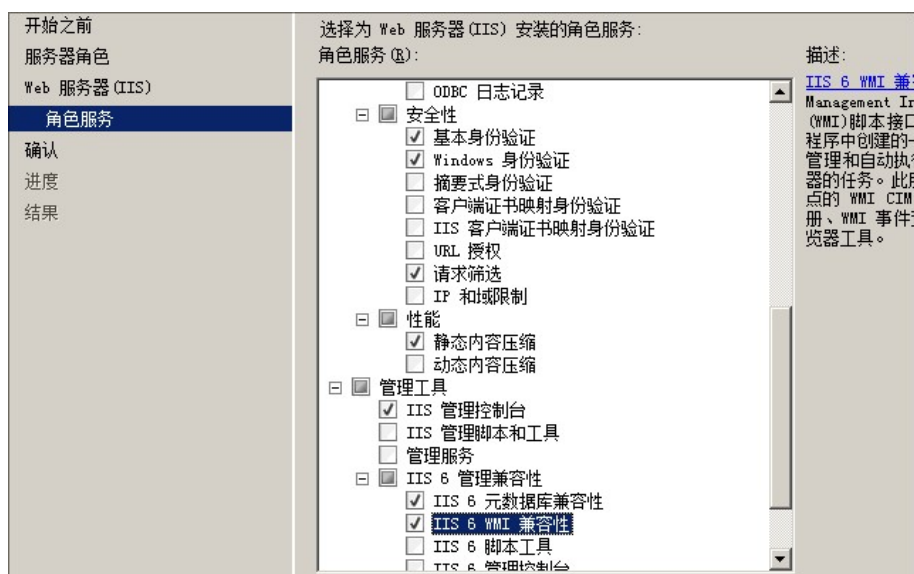 开始之前
服务器角色
Web 服务器(IIS)
角色服务
确认
进度
结果
选择为 Web 服务器(IIS) 安装的角色服务:
角色服务(R):
ODBC 日志记录
安全性
基本身份验证
Windows 身份验证
摘要式身份验证
客户端证书映射身份验证
IIS 客户端证书映射身份验证
URL 授权
请求筛选
IP 和域限制
性能
静态内容压缩
动态内容压缩
管理工具
IIS 管理控制台
IIS 管理脚本和工具
管理服务
IIS 6 管理兼容性
IIS 6 元数据库兼容性
IIS 6 WMI 兼容性
IIS 6 脚本工具
IIS 6 管理控制台
描述:
IIS 6 WMI 兼
Management
(WMI)脚本接口
程序中创建的
管理和自动执
器的任务。此
点的 WMI CIM
册、WMI 事件
览器工具。